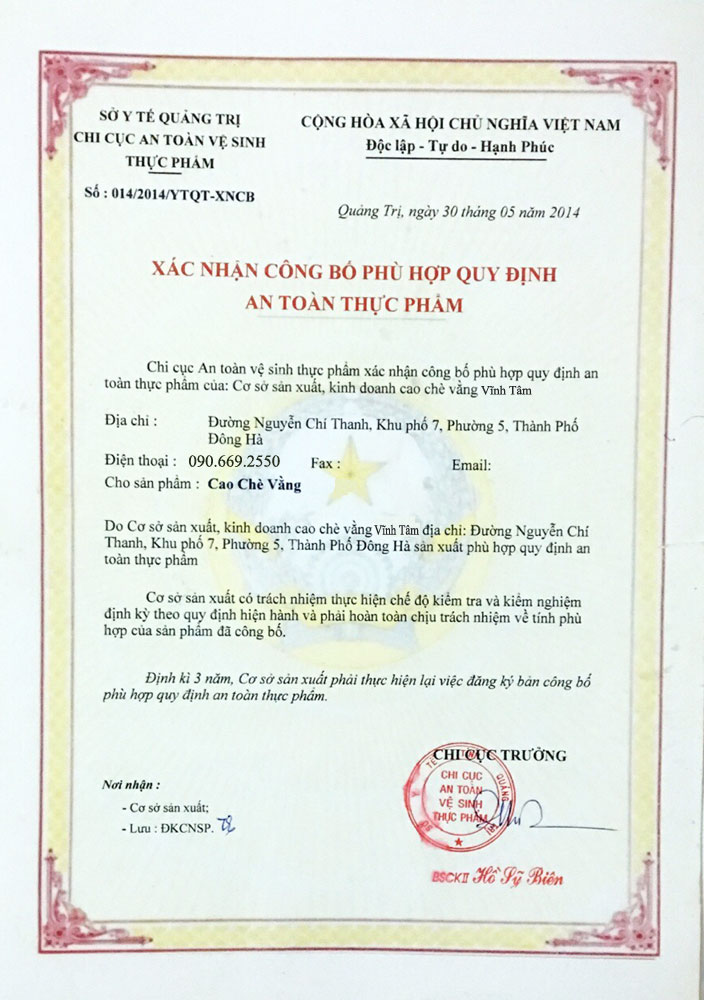 SỞ Y TẾ QUẢNG TRỊ
CHI CỤC AN TOÀN VỆ SINH
THỰC PHẨM
Số : 014/2014/YTQT-XNCB
CỘNG HÒA XÃ HỘI CHỦ NGHĨA VIỆT NAM
Độc lập - Tự do - Hạnh Phúc
Quảng Trị, ngày 30 tháng 05 năm 2014
XÁC NHẬN CÔNG BỐ PHÙ HỢP QUY ĐỊNH
AN TOÀN THỰC PHẨM
Chi cục An toàn vệ sinh thực phẩm xác nhận công bố phù hợp quy định an
toàn thực phẩm của: Cơ sở sản xuất, kinh doanh cao chè vằng Vĩnh Tâm
Địa chỉ : Đường Nguyễn Chí Thanh, Khu phố 7, Phường 5, Thành Phố
Đông Hà
Điện thoại : 090.669.2550 Fax : Email:
Cho sản phẩm : Cao Chè Vằng
Do Cơ sở sản xuất, kinh doanh cao chè vằng Vĩnh Tâm địa chỉ: Đường Nguyễn Chí
Thanh, Khu phố 7, Phường 5, Thành Phố Đông Hà sản xuất phù hợp quy định an
toàn thực phẩm
Cơ sở sản xuất có trách nhiệm thực hiện chế độ kiểm tra và kiểm nghiệm
định kỳ theo quy định hiện hành và phải hoàn toàn chịu trách nhiệm về tính phù
hợp của sản phẩm đã công bố.
Định kì 3 năm, Cơ sở sản xuất phải thực hiện lại việc đăng ký bản công bố
phù hợp quy định an toàn thực phẩm.
CHI CỤC TRƯỞNG
Nơi nhận :
- Cơ sở sản xuất;
- Lưu : ĐKCNSP.
SỞ Y TẾ QUẢNG TRỊ
CHI CỤC
AN TOÀN
VỆ SINH
THỰC PHẨM
BSCKII Hồ Sỹ Biên